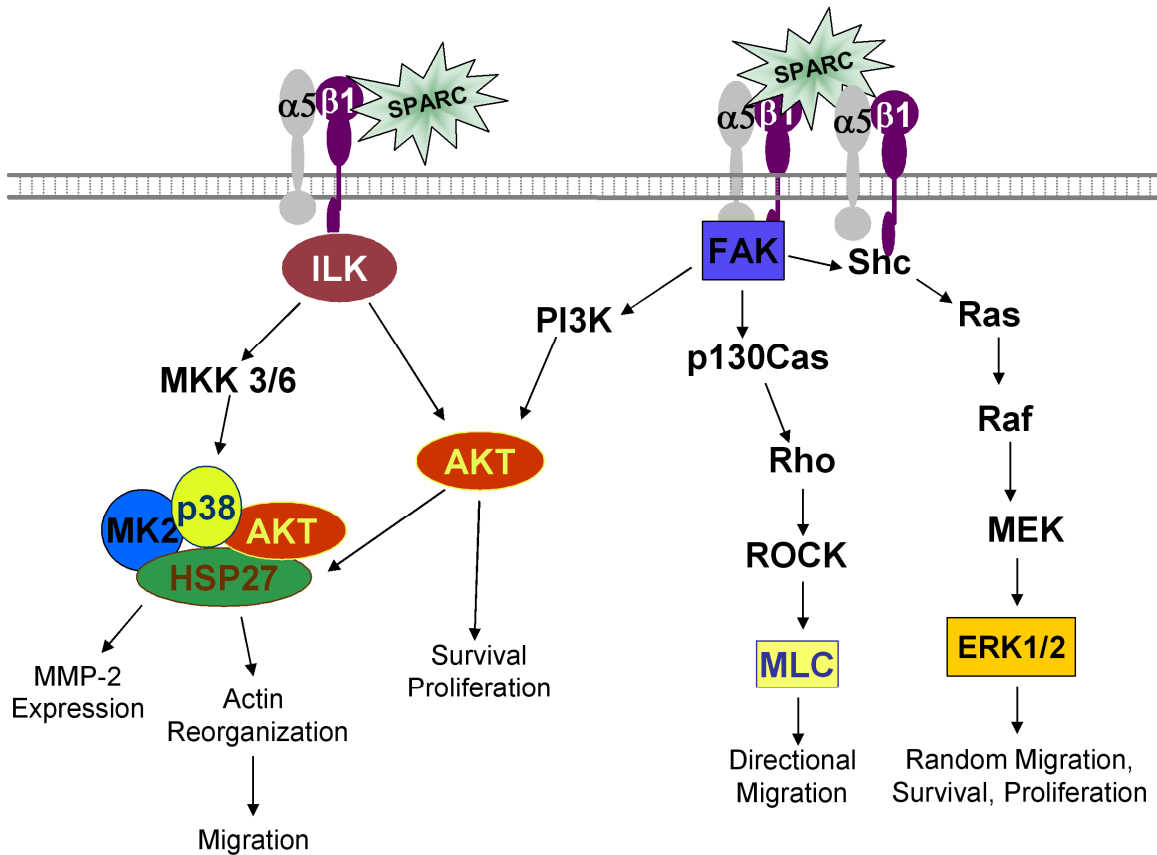 SPARC
α5
β1
SPARC
α5
β1
α5
β1
ILK
FAK
Shc
PI3K
Ras
p130Cas
MKK 3/6
Raf
AKT
Rho
p38
MK2
AKT
MEK
ROCK
HSP27
ERK1/2
MLC
Survival
Proliferation
MMP-2
Expression
Actin
Reorganization
Directional
Migration
Random Migration,
Survival, Proliferation
Migration